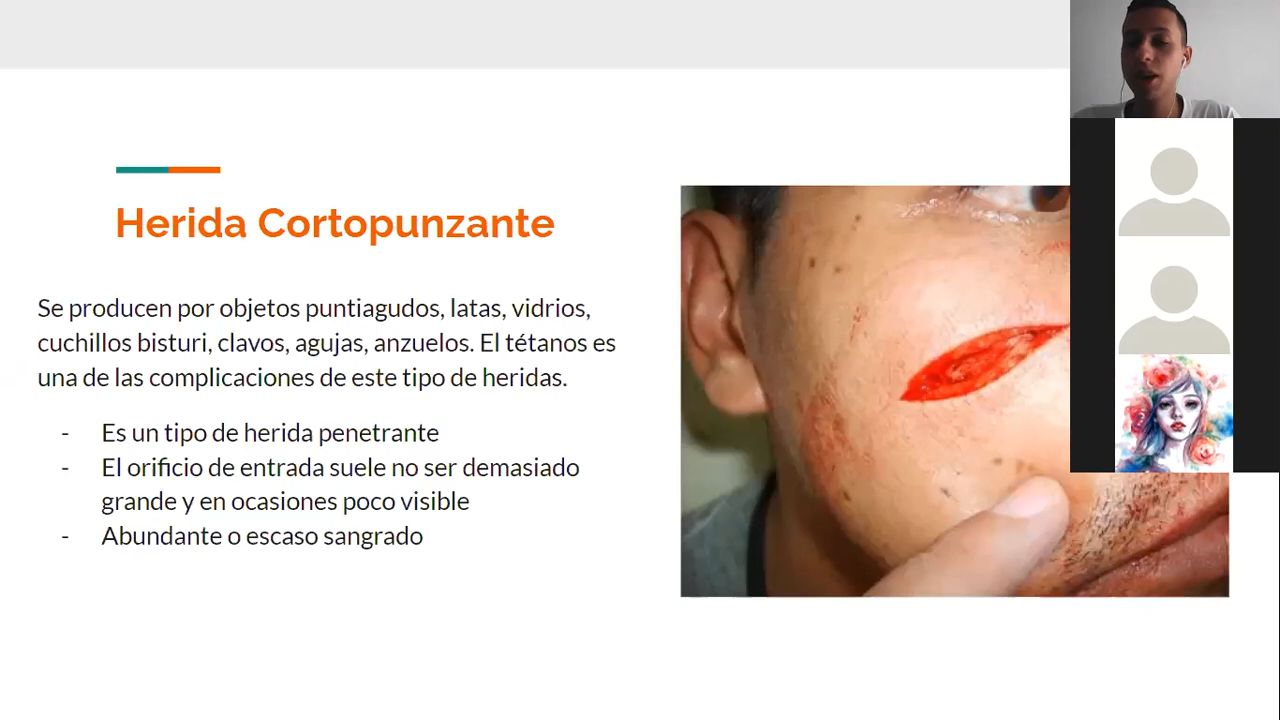 Herida Cortopunzante
Se producen por objetos puntiagudos, latas, vidrios,
cuchillos bisturi, clavos, agujas, anzuelos. El tétanos es
una de las complicaciones de este tipo de heridas.
- Es un tipo de herida penetrante
- El orificio de entrada suele no ser demasiado
grande y en ocasiones poco visible
- Abundante o escaso sangrado